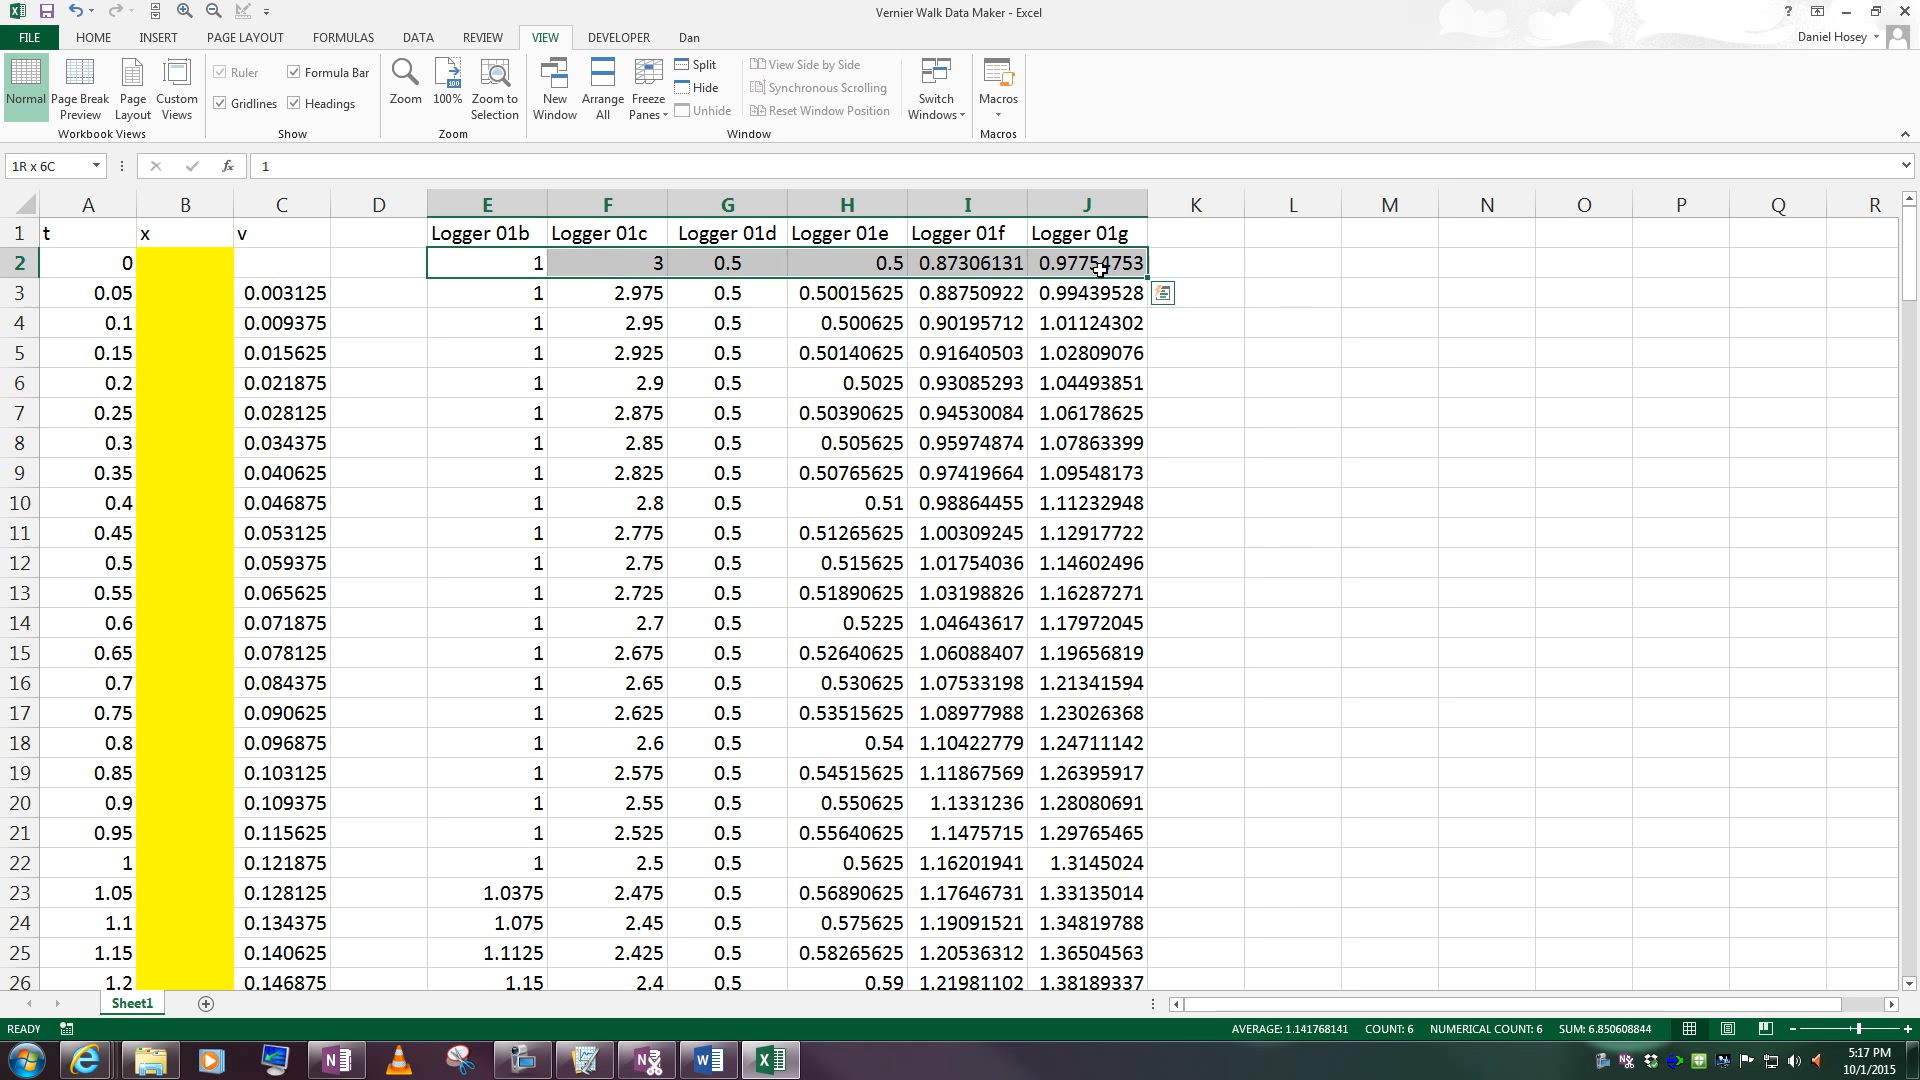 Vernier Walk Data Maker - Excel
FILE HOME INSERT PAGE LAYOUT FORMULAS DATA REVIEW VIEW DEVELOPER Dan Daniel Hosey
Normal Page Break Preview Page Layout Custom Views
Workbook Views
Ruler Formula Bar
Gridlines Headings
Show
Zoom 100% Zoom to Selection
Zoom
New Window Arrange All Freeze Panes
Split
Hide
Unhide
View Side by Side
Synchronous Scrolling
Reset Window Position
Window
Switch Windows
Macros
Macros
1R x 6C fx 1
A B C D E F G H I J K L M N O P Q R
1 t x v Logger 01b Logger 01c Logger 01d Logger 01e Logger 01f Logger 01g
2 0 1 3 0.5 0.5 0.87306131 0.97754753
3 0.05 0.003125 1 2.975 0.5 0.50015625 0.88750922 0.99439528
4 0.1 0.009375 1 2.95 0.5 0.500625 0.90195712 1.01124302
5 0.15 0.015625 1 2.925 0.5 0.50140625 0.91640503 1.02809076
6 0.2 0.021875 1 2.9 0.5 0.5025 0.93085293 1.04493851
7 0.25 0.028125 1 2.875 0.5 0.50390625 0.94530084 1.06178625
8 0.3 0.034375 1 2.85 0.5 0.505625 0.95974874 1.07863399
9 0.35 0.040625 1 2.825 0.5 0.50765625 0.97419664 1.09548173
10 0.4 0.046875 1 2.8 0.5 0.51 0.98864455 1.11232948
11 0.45 0.053125 1 2.775 0.5 0.51265625 1.00309245 1.12917722
12 0.5 0.059375 1 2.75 0.5 0.515625 1.01754036 1.14602496
13 0.55 0.065625 1 2.725 0.5 0.51890625 1.03198826 1.16287271
14 0.6 0.071875 1 2.7 0.5 0.5225 1.04643617 1.17972045
15 0.65 0.078125 1 2.675 0.5 0.52640625 1.06088407 1.19656819
16 0.7 0.084375 1 2.65 0.5 0.530625 1.07533198 1.21341594
17 0.75 0.090625 1 2.625 0.5 0.53515625 1.08977988 1.23026368
18 0.8 0.096875 1 2.6 0.5 0.54 1.10422779 1.24711142
19 0.85 0.103125 1 2.575 0.5 0.54515625 1.11867569 1.26395917
20 0.9 0.109375 1 2.55 0.5 0.550625 1.1331236 1.28080691
21 0.95 0.115625 1 2.525 0.5 0.55640625 1.1475715 1.29765465
22 1 0.121875 1 2.5 0.5 0.5625 1.16201941 1.3145024
23 1.05 0.128125 1.0375 2.475 0.5 0.56890625 1.17646731 1.33135014
24 1.1 0.134375 1.075 2.45 0.5 0.575625 1.19091521 1.34819788
25 1.15 0.140625 1.1125 2.425 0.5 0.58265625 1.20536312 1.36504563
26 1.2 0.146875 1.15 2.4 0.5 0.59 1.21981102 1.38189337
Sheet1
READY AVERAGE: 1.141768141 COUNT: 6 NUMERICAL COUNT: 6 SUM: 6.850608844
5:17 PM
10/1/2015